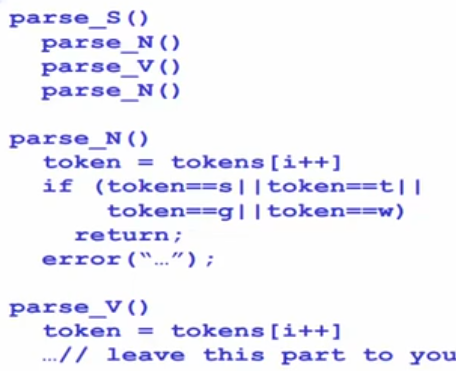 parse_S()
parse_N()
parse_V()
parse_N()
parse_N()
token = tokens[i++]
if (token==s||token==t||
token==g||token==w)
return;
error(“…”);
parse_V()
token = tokens[i++]
…// leave this part to you